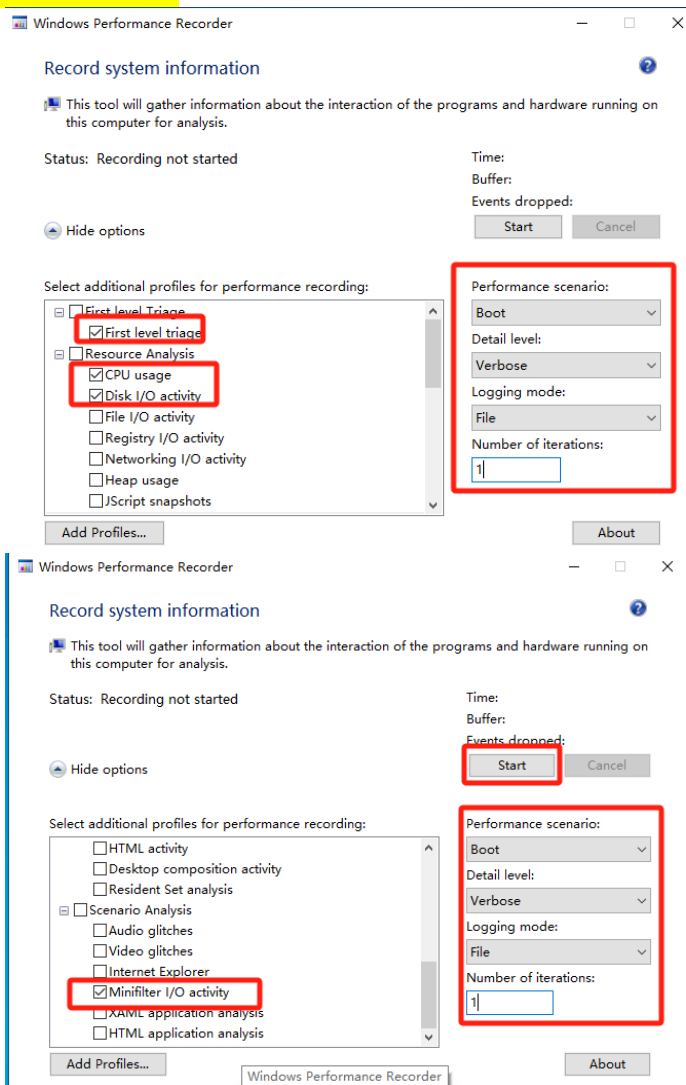 Windows Performance Recorder
Record system information
This tool will gather information about the interaction of the programs and hardware running on
this computer for analysis.
Status: Recording not started
Time:
Buffer:
Events dropped:
Start
Cancel
Hide options
Select additional profiles for performance recording:
First level Triage
First level triage
Resource Analysis
CPU usage
Disk I/O activity
File I/O activity
Registry I/O activity
Networking I/O activity
Heap usage
JScript snapshots
Performance scenario:
Boot
Detail level:
Verbose
Logging mode:
File
Number of iterations:
1
Add Profiles...
About
Windows Performance Recorder
Record system information
This tool will gather information about the interaction of the programs and hardware running on
this computer for analysis.
Status: Recording not started
Time:
Buffer:
Events dropped:
Start
Cancel
Hide options
Select additional profiles for performance recording:
HTML activity
Desktop composition activity
Resident Set analysis
Scenario Analysis
Audio glitches
Video glitches
Internet Explorer
Minifilter I/O activity
XAML application analysis
HTML application analysis
Performance scenario:
Boot
Detail level:
Verbose
Logging mode:
File
Number of iterations:
1
Add Profiles...
Windows Performance Recorder
About